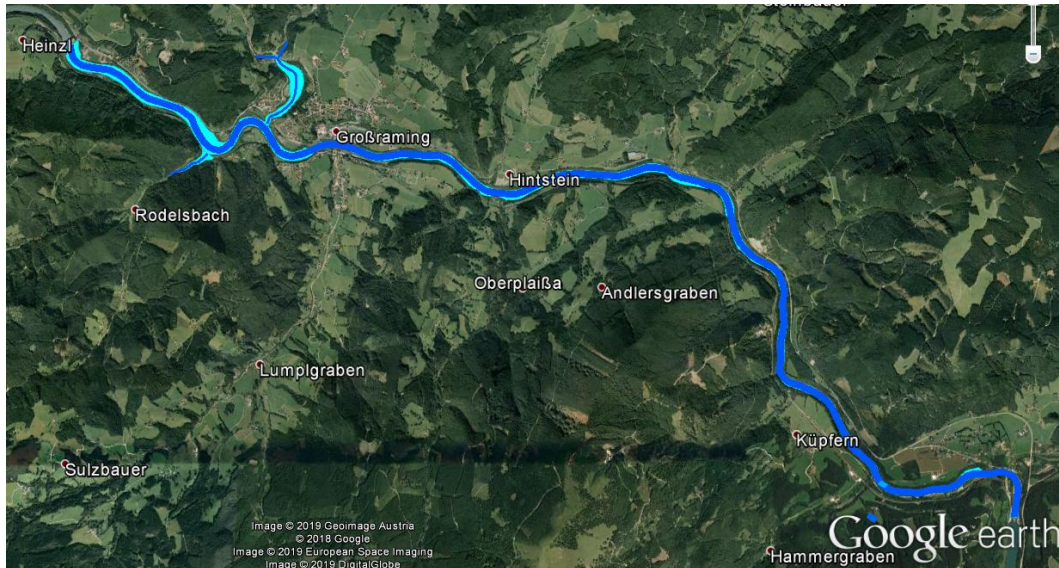 Steinbauer
Heinzl
Großraming
Hintstein
Rodelsbach
Oberplaißa
Andlersgraben
Lumplgraben
Küpfern
Sulzbauer
Image © 2019 Geoimage Austria
© 2018 Google
Image © 2019 European Space Imaging
Image © 2019 DigitalGlobe
Google earth
Hammergraben